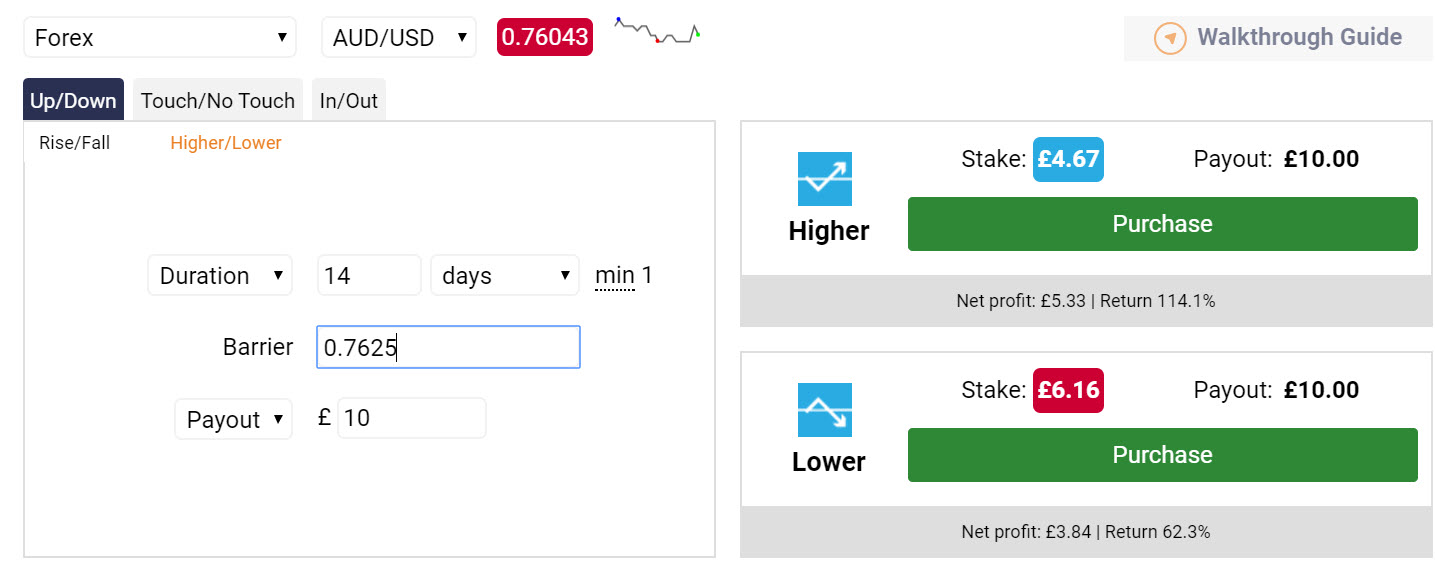 Forex AUD/USD 0.76043 Walkthrough Guide
Up/Down Touch/No Touch In/Out
Rise/Fall Higher/Lower
Duration 14 days min 1
Barrier 0.7625
Payout £ 10
Higher
Stake: £4.67 Payout: £10.00
Purchase
Net profit: £5.33 | Return 114.1%
Lower
Stake: £6.16 Payout: £10.00
Purchase
Net profit: £3.84 | Return 62.3%